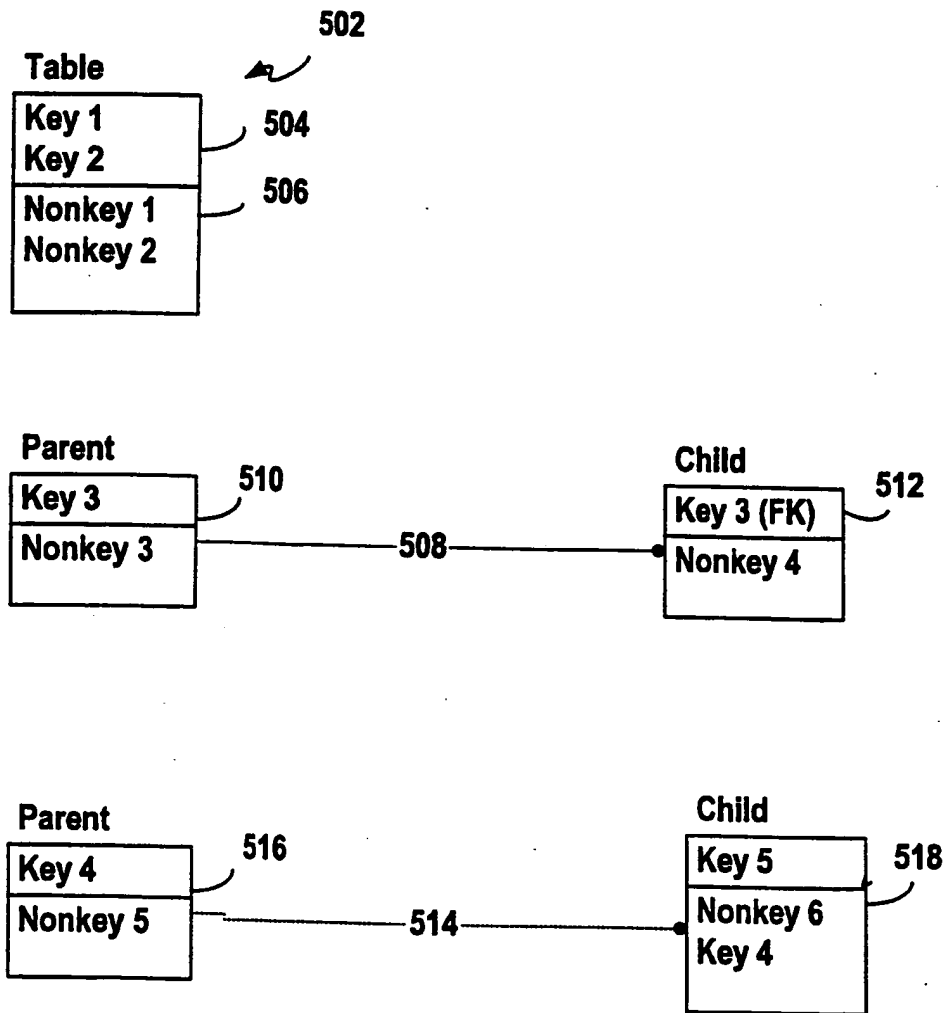 502
Table
Key 1
Key 2
504
Nonkey 1
Nonkey 2
506
Parent
Key 3
Nonkey 3
510
508
Child
Key 3 (FK)
Nonkey 4
512
Parent
Key 4
Nonkey 5
516
514
Child
Key 5
Nonkey 6
Key 4
518